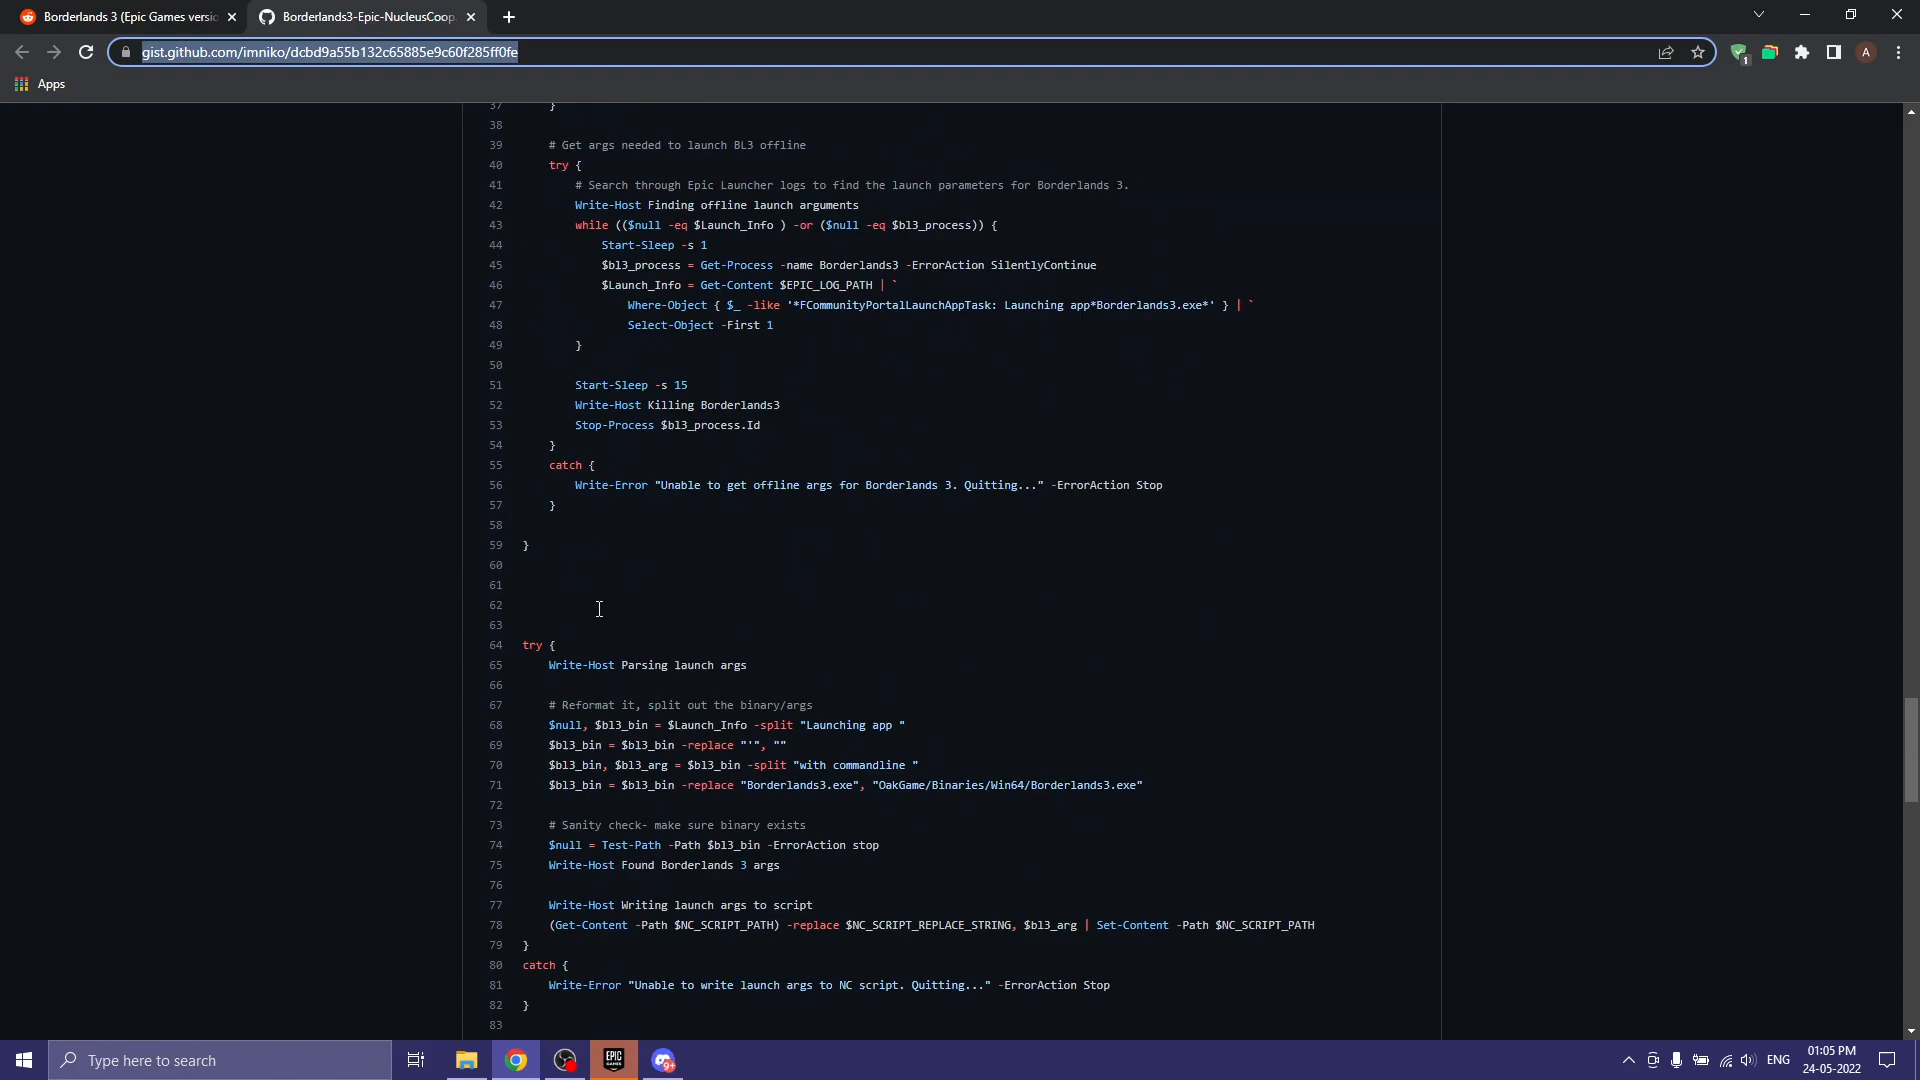 Borderlands 3 (Epic Games versio
Borderlands3-Epic-NucleusCoop
gist.github.com/imniko/dcbd9a55b132c65885e9c60f285ff0fe
1
A
Apps
37 }
38
39 # Get args needed to launch BL3 offline
40 try {
41 # Search through Epic Launcher logs to find the launch parameters for Borderlands 3.
42 Write-Host Finding offline launch arguments
43 while (($null -eq $Launch_Info ) -or ($null -eq $bl3_process)) {
44 Start-Sleep -s 1
45 $bl3_process = Get-Process -name Borderlands3 -ErrorAction SilentlyContinue
46 $Launch_Info = Get-Content $EPIC_LOG_PATH | `
47 Where-Object { $_ -like '*FCommunityPortalLaunchAppTask: Launching app*Borderlands3.exe*' } | `
48 Select-Object -First 1
49 }
50
51 Start-Sleep -s 15
52 Write-Host Killing Borderlands3
53 Stop-Process $bl3_process.Id
54 }
55 catch {
56 Write-Error "Unable to get offline args for Borderlands 3. Quitting..." -ErrorAction Stop
57 }
58
59 }
60
61
62
63
64 try {
65 Write-Host Parsing launch args
66
67 # Reformat it, split out the binary/args
68 $null, $bl3_bin = $Launch_Info -split "Launching app "
69 $bl3_bin = $bl3_bin -replace "'", ""
70 $bl3_bin, $bl3_arg = $bl3_bin -split "with commandline "
71 $bl3_bin = $bl3_bin -replace "Borderlands3.exe", "OakGame/Binaries/Win64/Borderlands3.exe"
72
73 # Sanity check- make sure binary exists
74 $null = Test-Path -Path $bl3_bin -ErrorAction stop
75 Write-Host Found Borderlands 3 args
76
77 Write-Host Writing launch args to script
78 (Get-Content -Path $NC_SCRIPT_PATH) -replace $NC_SCRIPT_REPLACE_STRING, $bl3_arg | Set-Content -Path $NC_SCRIPT_PATH
79 }
80 catch {
81 Write-Error "Unable to write launch args to NC script. Quitting..." -ErrorAction Stop
82 }
83
Type here to search
EPIC
GAMES
9+
ENG
01:05 PM
24-05-2022